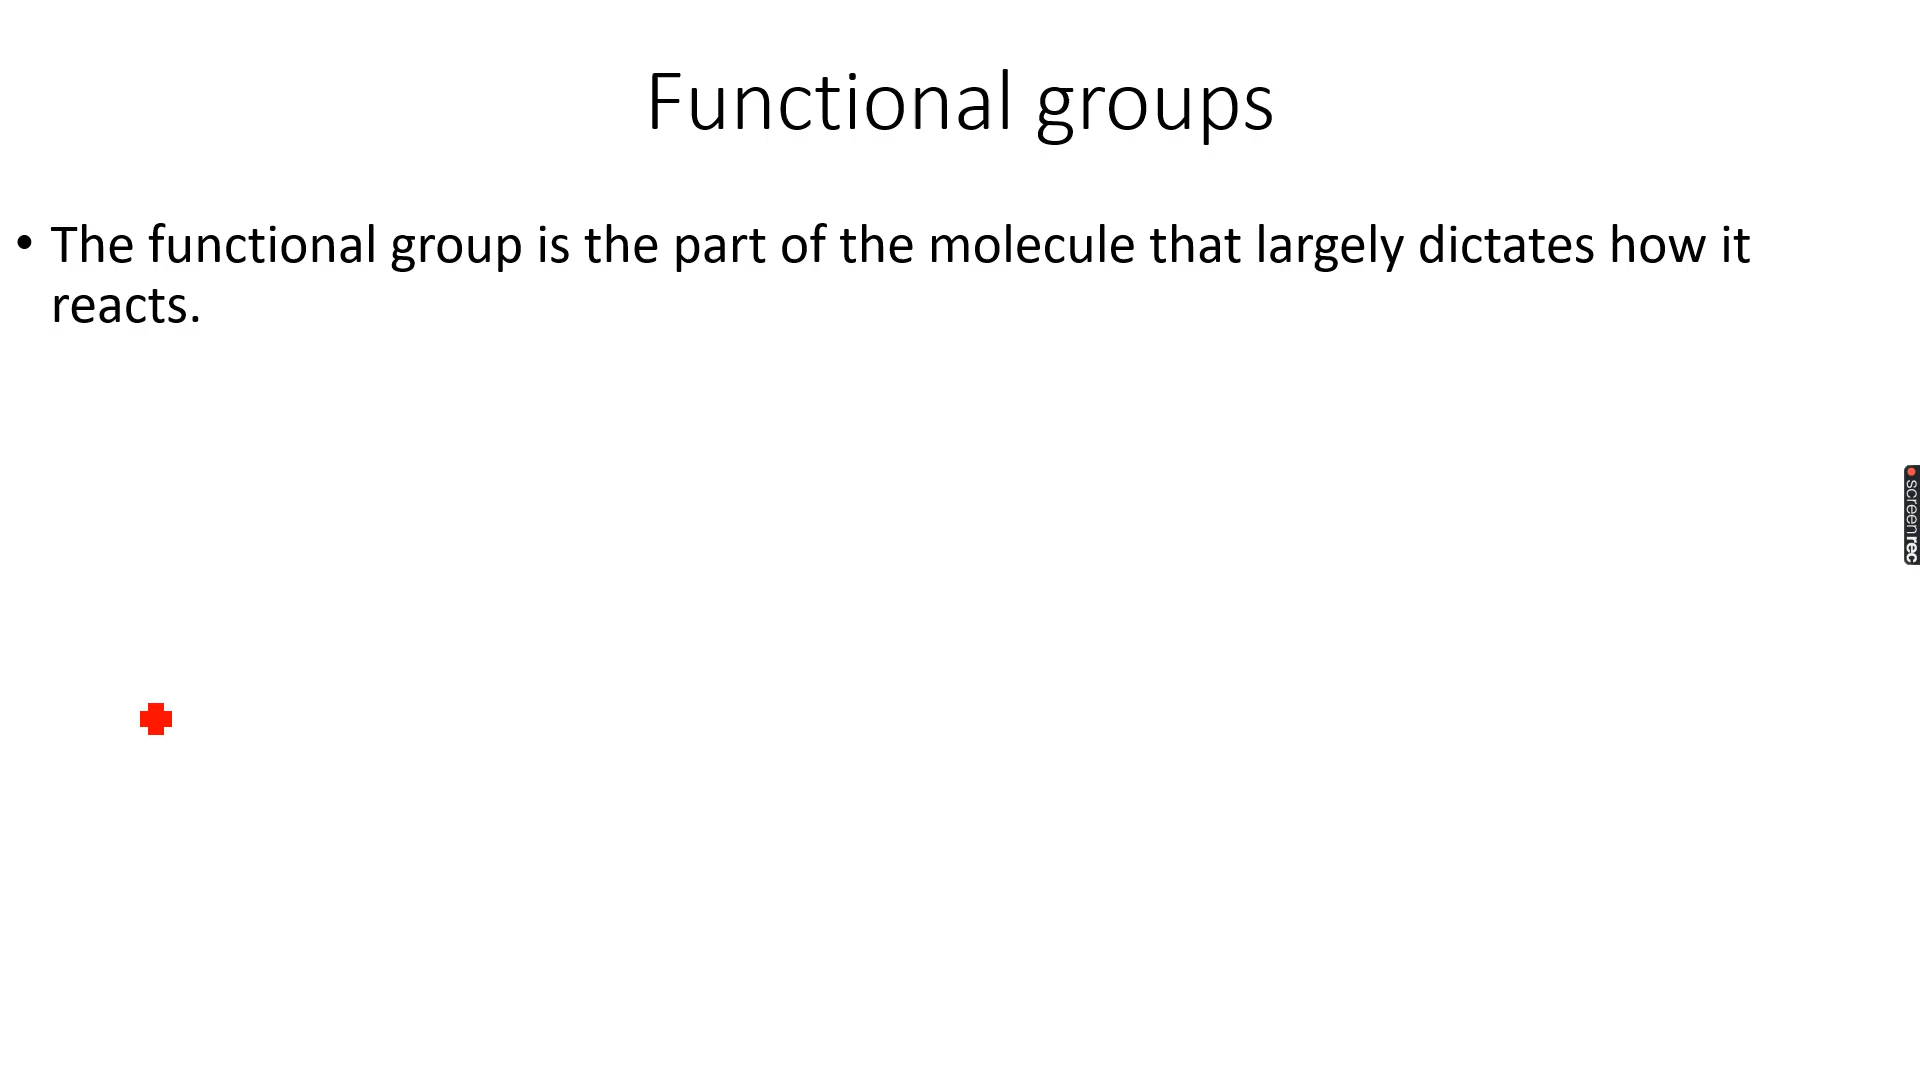 Functional groups
• The functional group is the part of the molecule that largely dictates how it
reacts.
screenrec